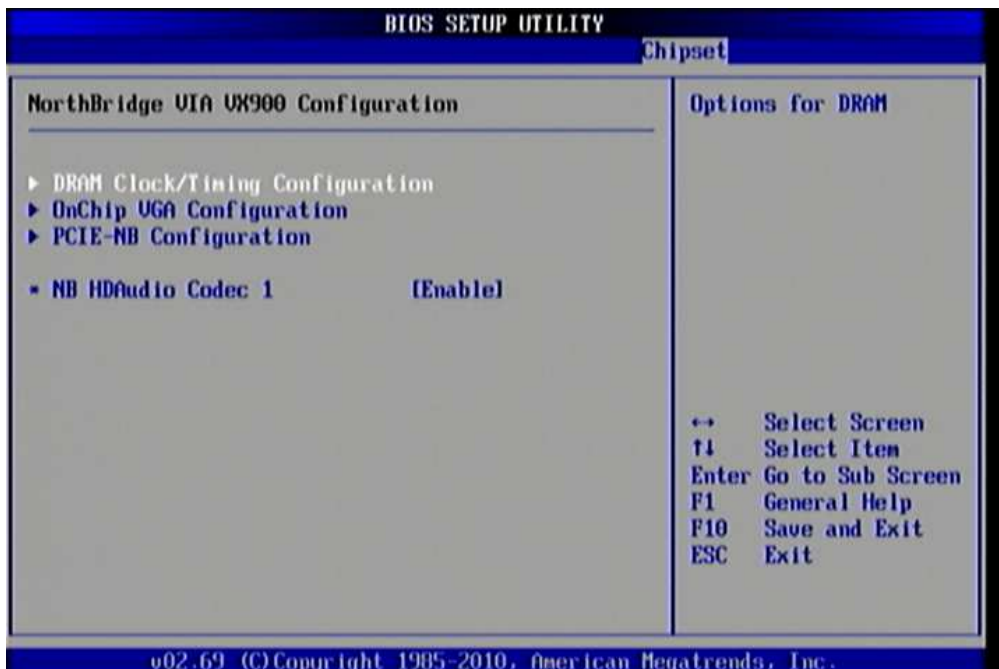 BIOS SETUP UTILITY
Chipset
NorthBridge VIA VX900 Configuration
Options for DRAM
▶ DRAM Clock/Timing Configuration
▶ OnChip VGA Configuration
▶ PCIE-NB Configuration
* NB HDAudio Codec 1 [Enable]
↔ Select Screen
↑↓ Select Item
Enter Go to Sub Screen
F1 General Help
F10 Save and Exit
ESC Exit
v02.69 (C)Copyright 1985-2010, American Megatrends, Inc.